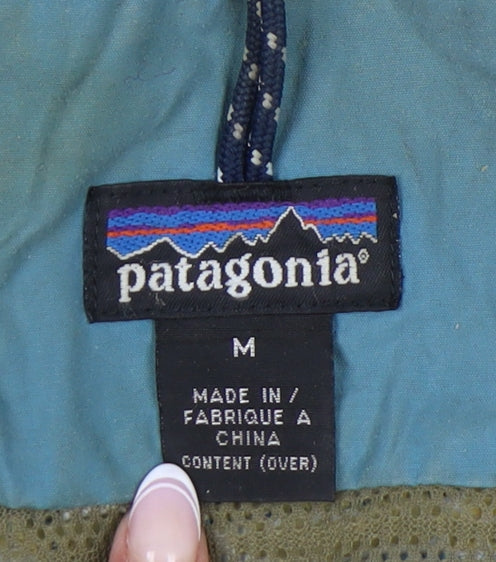 patagonia®
M
MADE IN /
FABRIQUE A
CHINA
CONTENT (OVER)